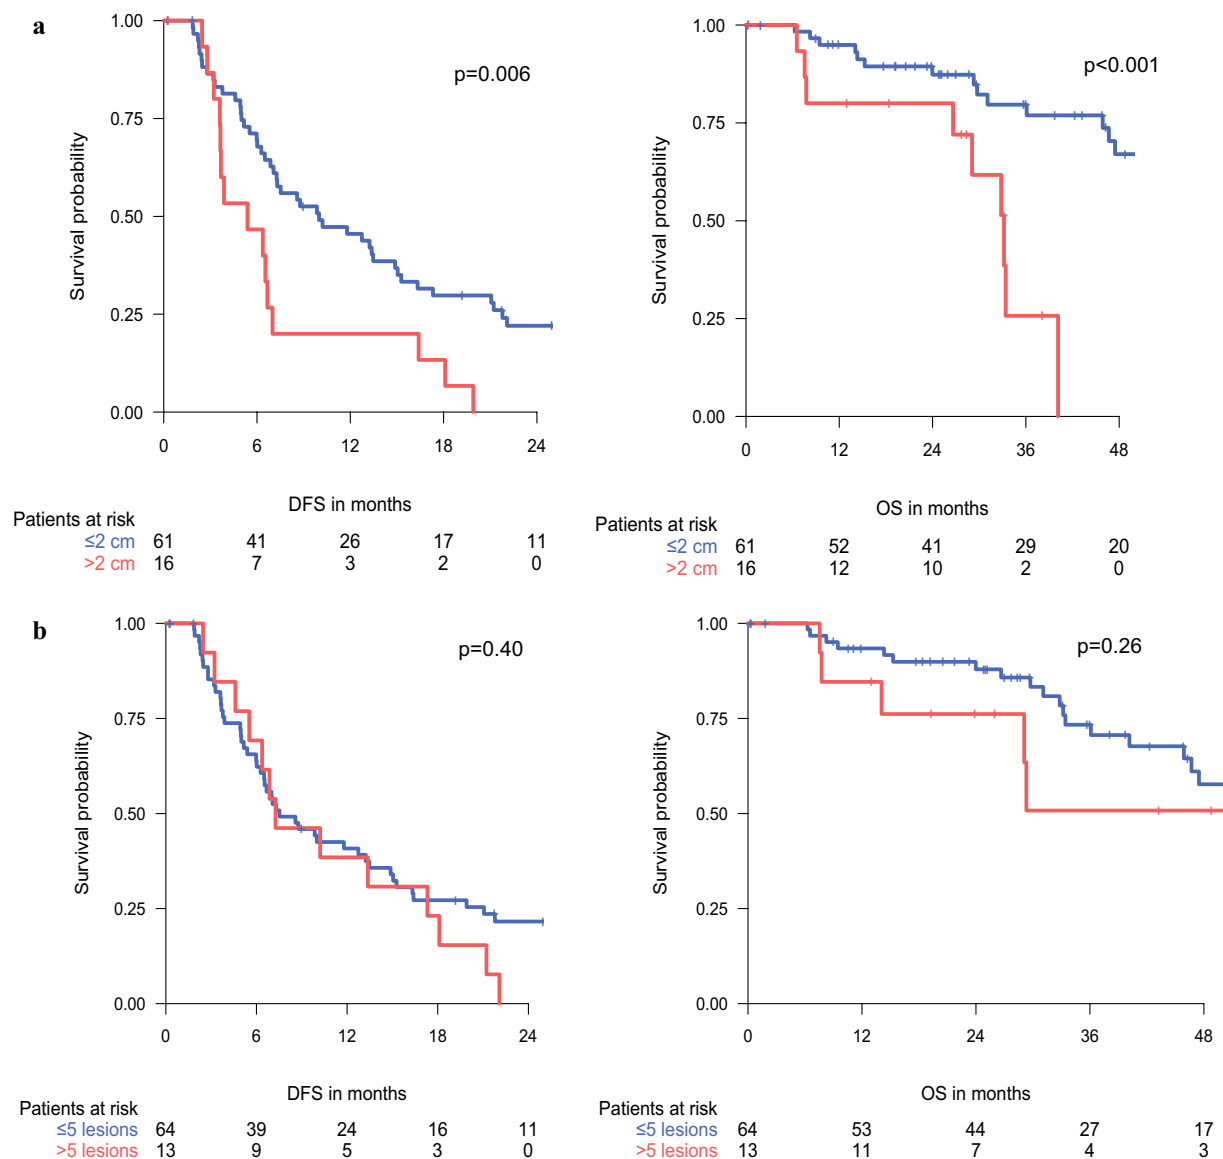 a
1.00
0.75
0.50
0.25
0.00
Survival probability
p=0.006
0 6 12 18 24
DFS in months
Patients at risk
≤2 cm 61 41 26 17 11
>2 cm 16 7 3 2 0
1.00
0.75
0.50
0.25
0.00
Survival probability
p<0.001
0 12 24 36 48
OS in months
Patients at risk
≤2 cm 61 52 41 29 20
>2 cm 16 12 10 2 0
b
1.00
0.75
0.50
0.25
0.00
Survival probability
p=0.40
0 6 12 18 24
DFS in months
Patients at risk
≤5 lesions 64 39 24 16 11
>5 lesions 13 9 5 3 0
1.00
0.75
0.50
0.25
0.00
Survival probability
p=0.26
0 12 24 36 48
OS in months
Patients at risk
≤5 lesions 64 53 44 27 17
>5 lesions 13 11 7 4 3